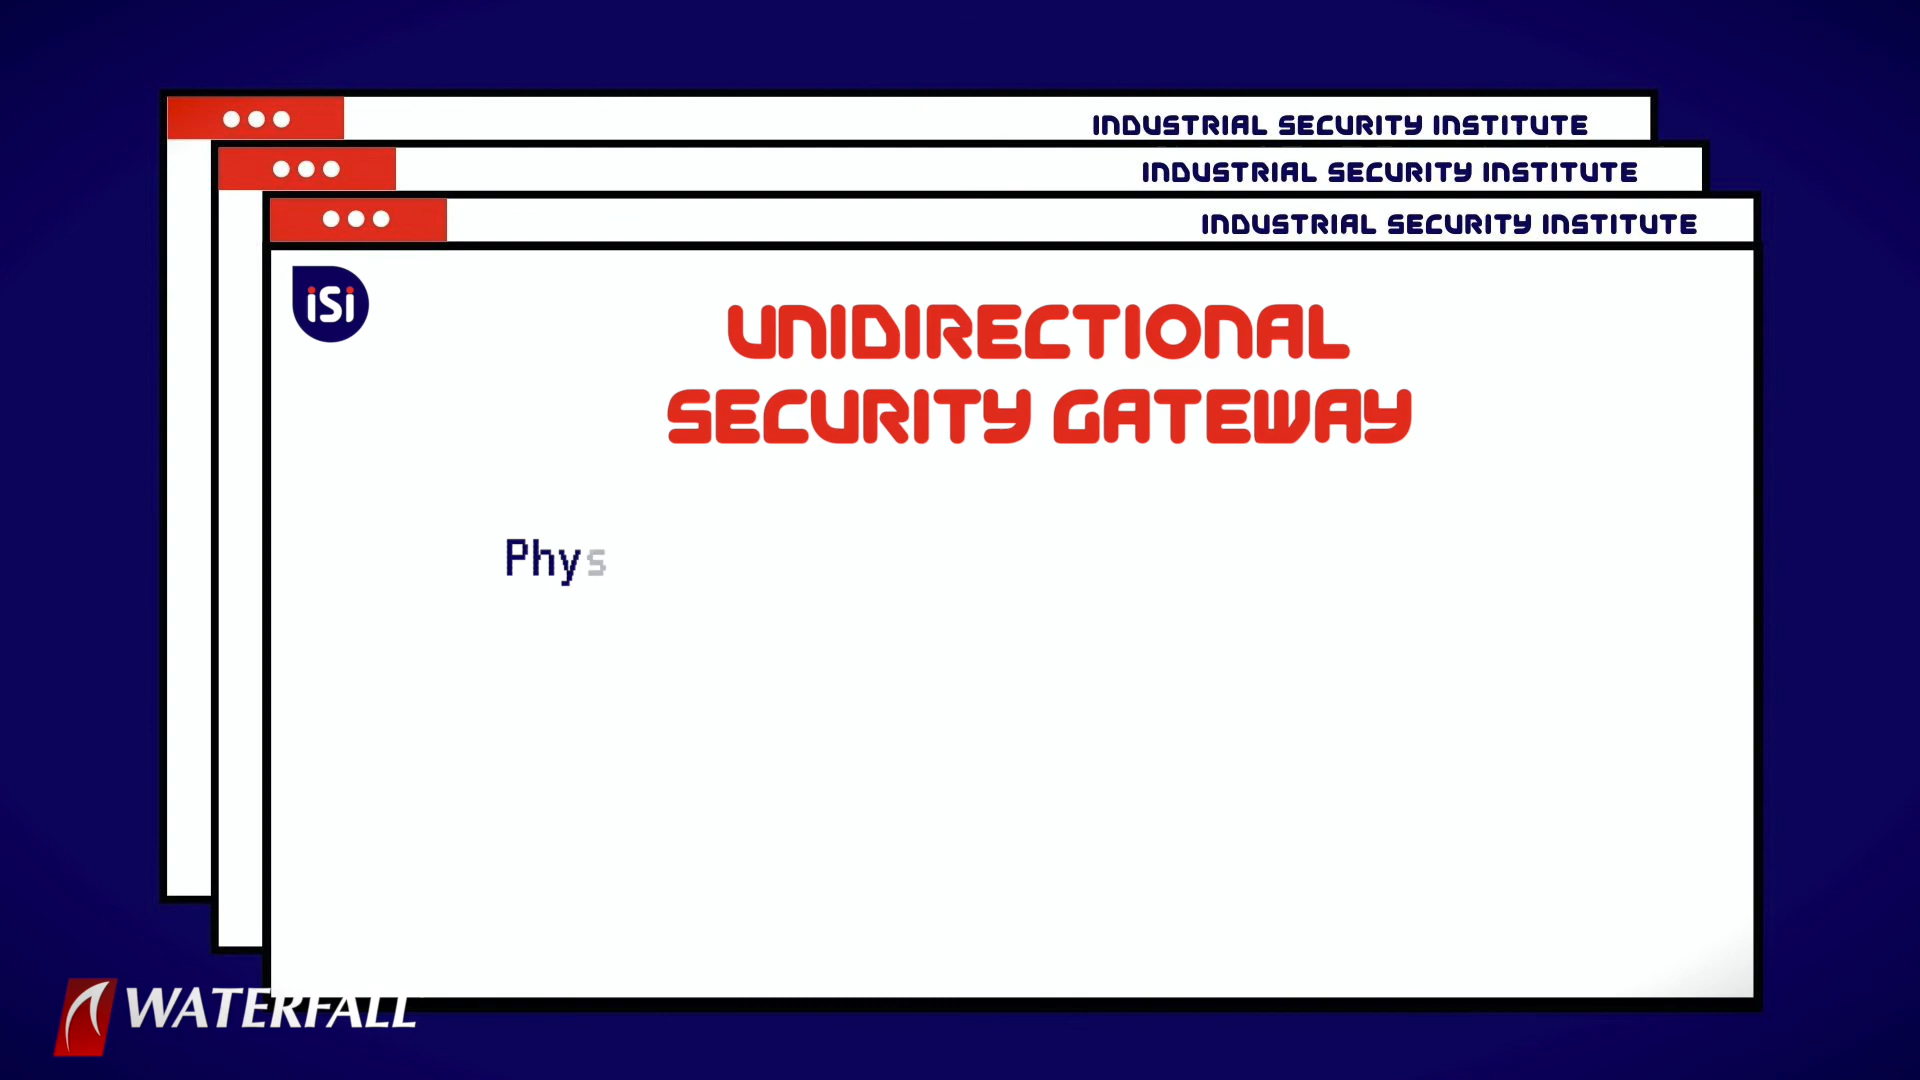 INDUSTRIAL SECURITY INSTITUTE
INDUSTRIAL SECURITY INSTITUTE
INDUSTRIAL SECURITY INSTITUTE
iSi
UNIDIRECTIONAL
SECURITY GATEWAY
Phys
WATERFALL